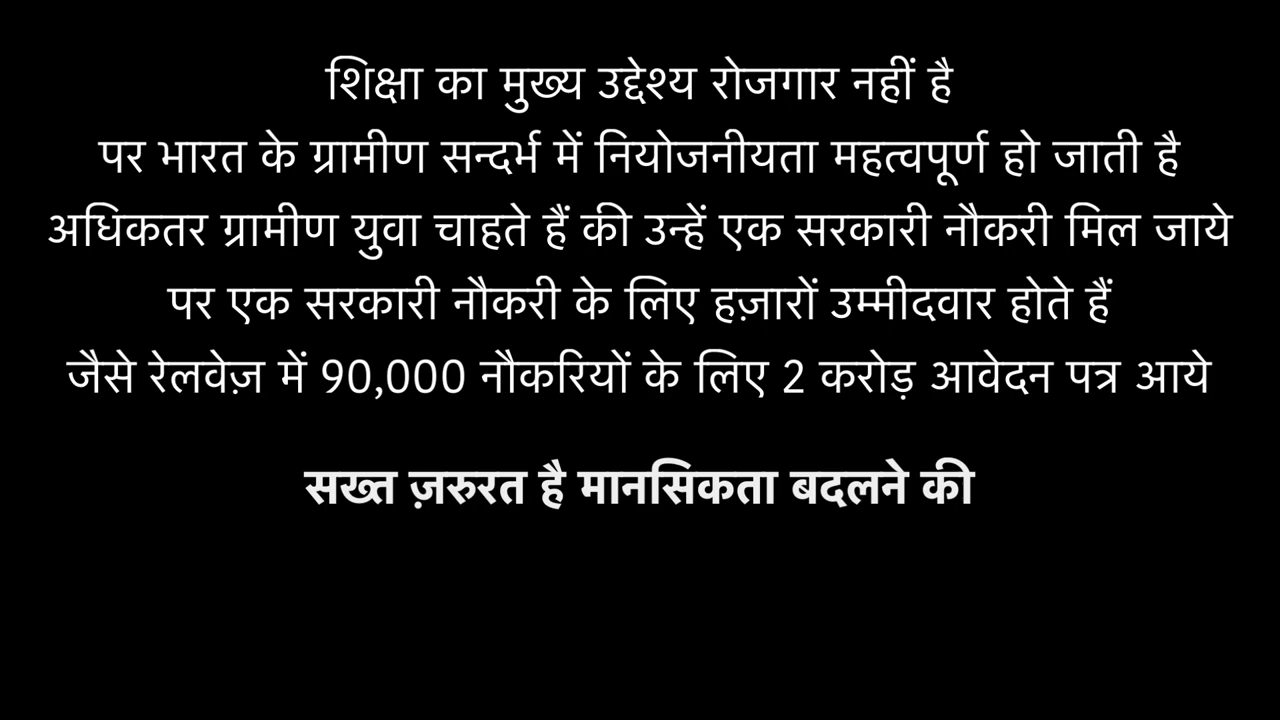 शिक्षा का मुख्य उद्देश्य रोजगार नहीं है
पर भारत के ग्रामीण सन्दर्भ में नियोजनीयता महत्वपूर्ण हो जाती है
अधिकतर ग्रामीण युवा चाहते हैं की उन्हें एक सरकारी नौकरी मिल जाये
पर एक सरकारी नौकरी के लिए हज़ारों उम्मीदवार होते हैं
जैसे रेलवेज़ में 90,000 नौकरियों के लिए 2 करोड़ आवेदन पत्र आये
सख्त ज़रुरत है मानसिकता बदलने की